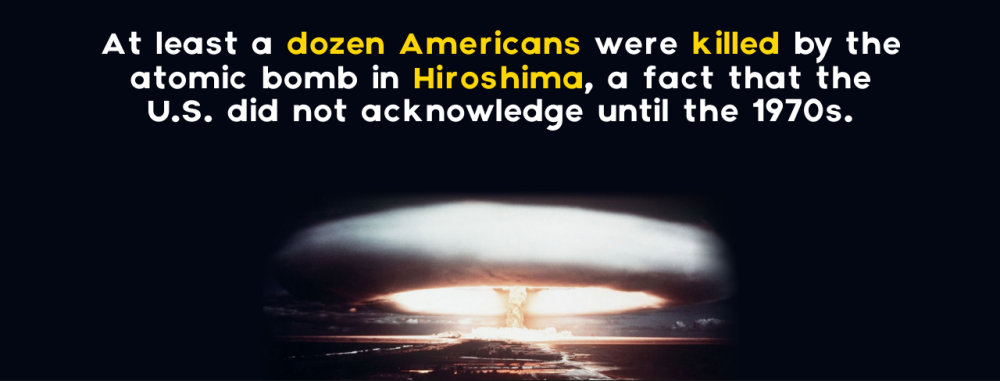 At least a dozen Americans were killed by the
atomic bomb in Hiroshima, a fact that the
U.S. did not acknowledge until the 1970s.